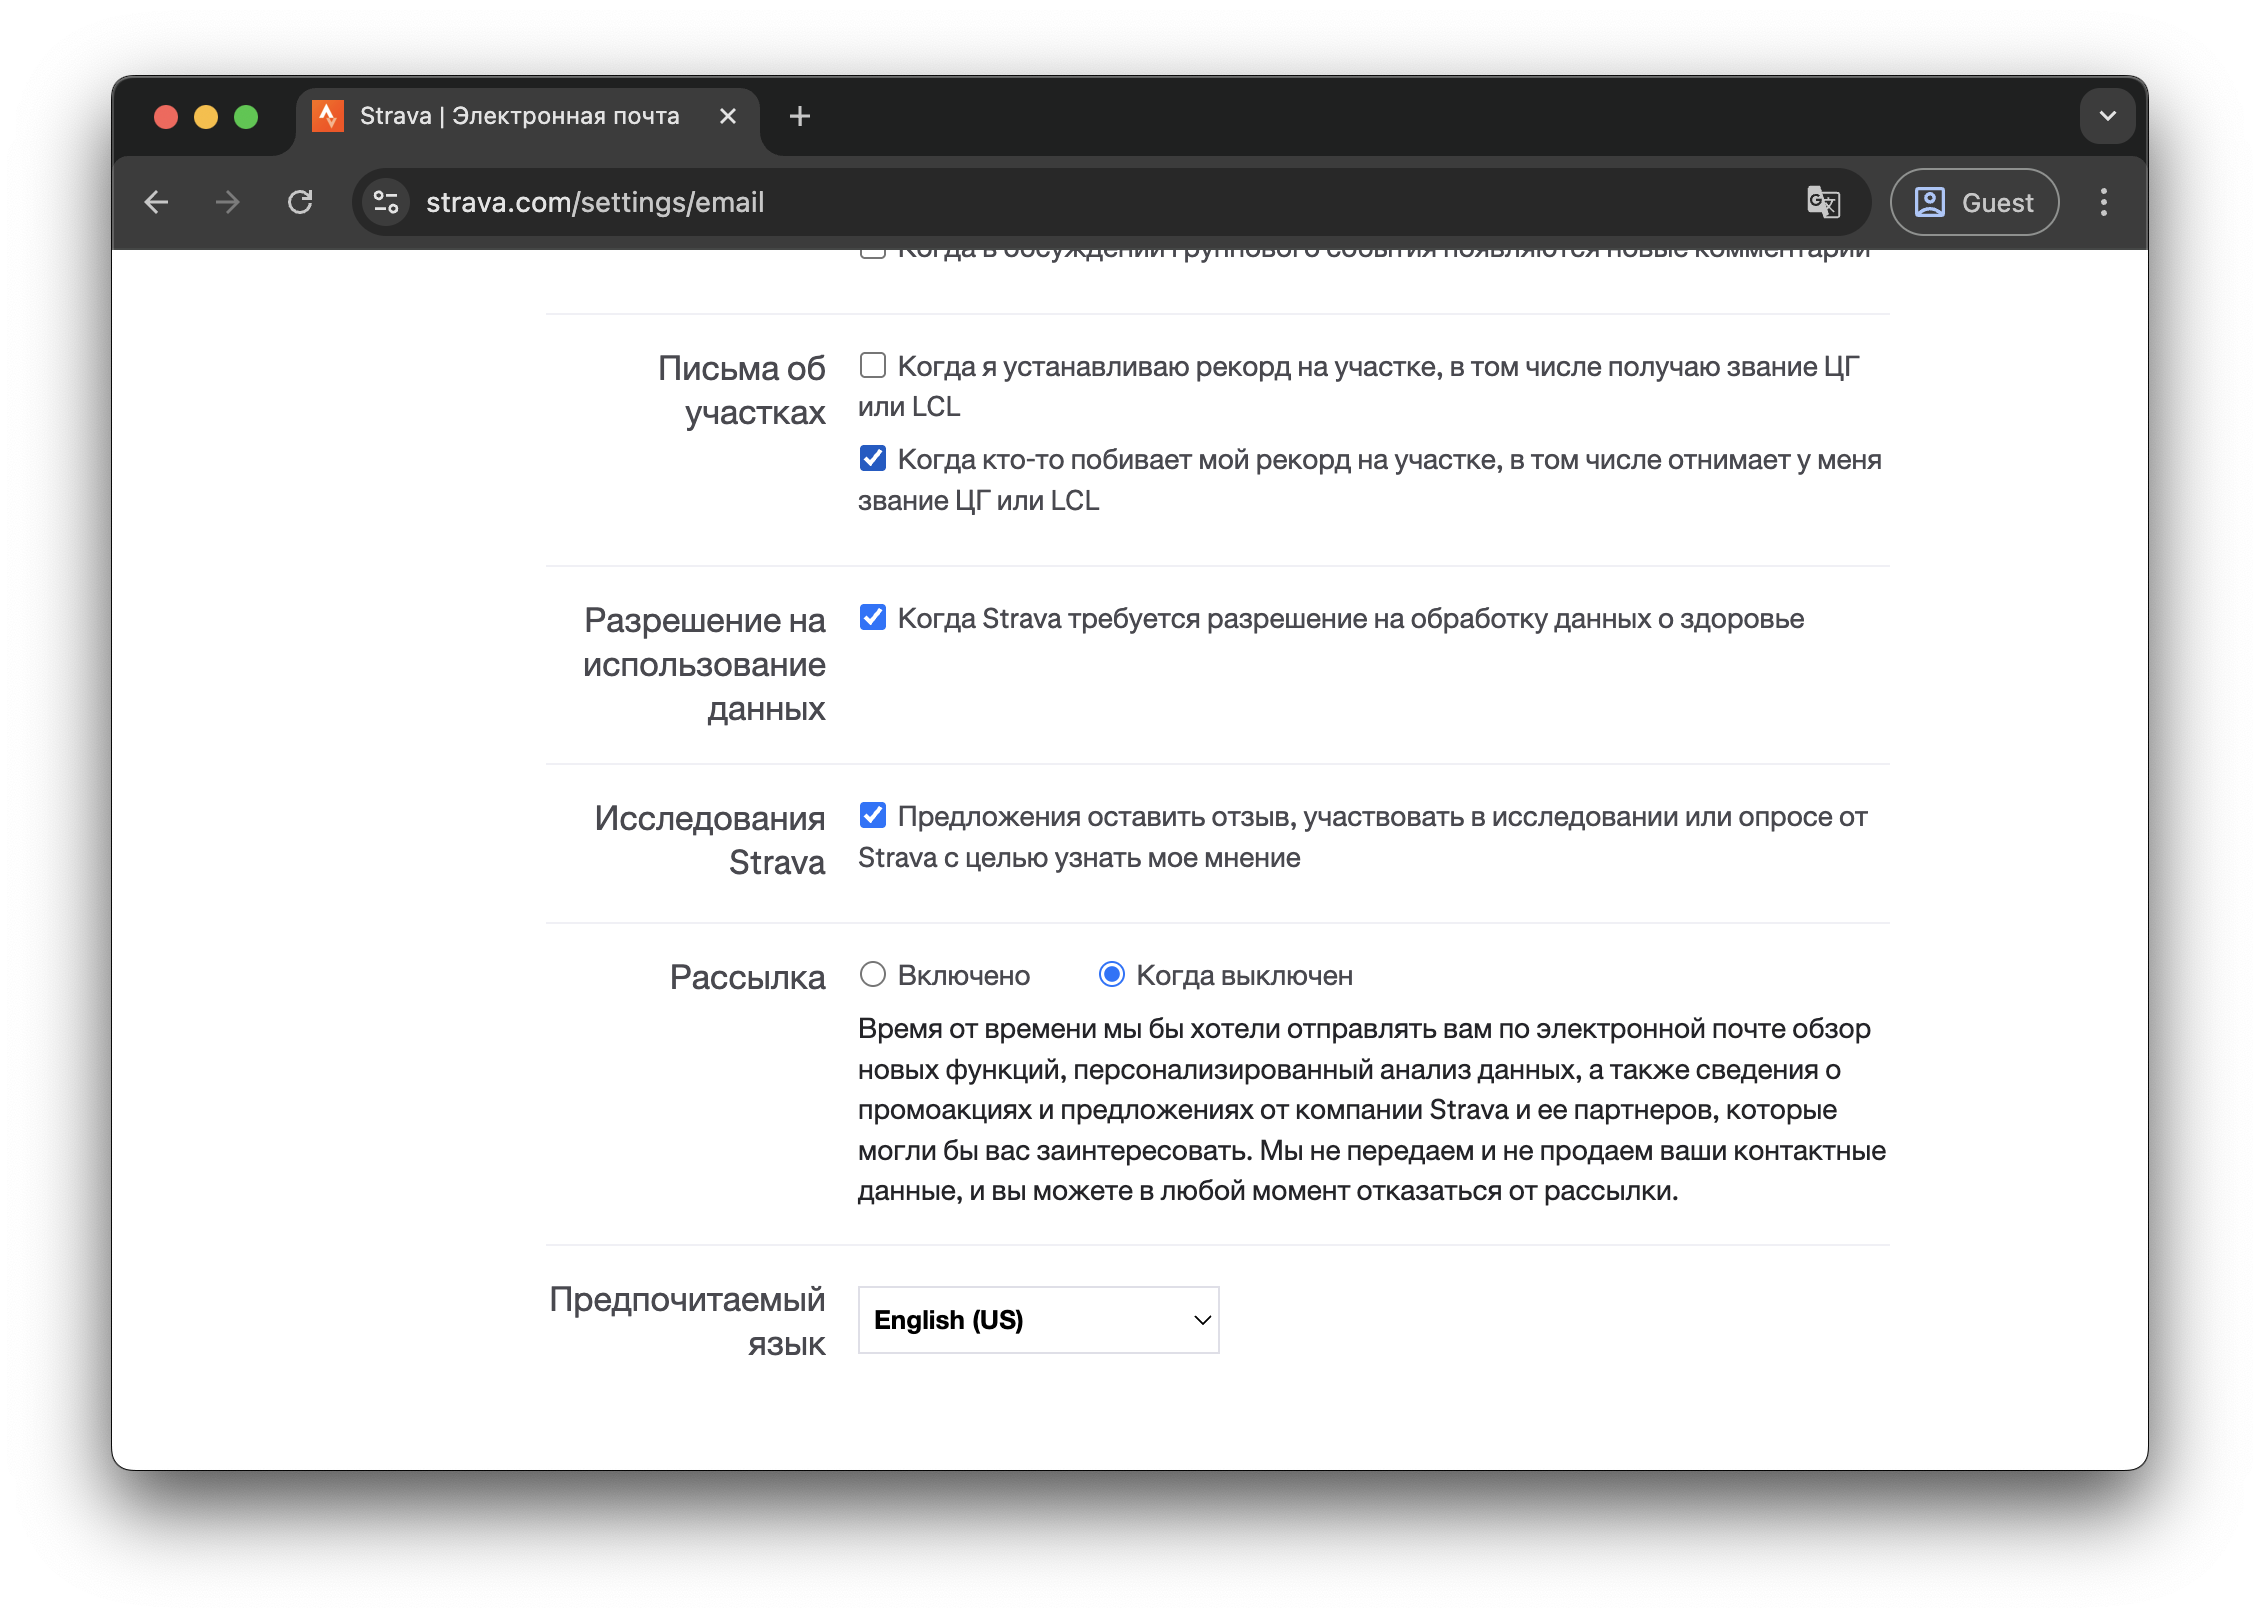 Strava | Электронная почта
strava.com/settings/email
Guest
Когда в обсуждении группового события появляются новые комментарии
Письма об
участках
Когда я устанавливаю рекорд на участке, в том числе получаю звание ЦГ
или LCL
Когда кто-то побивает мой рекорд на участке, в том числе отнимает у меня
звание ЦГ или LCL
Разрешение на
использование
данных
Когда Strava требуется разрешение на обработку данных о здоровье
Исследования
Strava
Предложения оставить отзыв, участвовать в исследовании или опросе от
Strava с целью узнать мое мнение
Рассылка
Включено
Когда выключен
Время от времени мы бы хотели отправлять вам по электронной почте обзор
новых функций, персонализированный анализ данных, а также сведения о
промоакциях и предложениях от компании Strava и ее партнеров, которые
могли бы вас заинтересовать. Мы не передаем и не продаем ваши контактные
данные, и вы можете в любой момент отказаться от рассылки.
Предпочитаемый
язык
English (US)